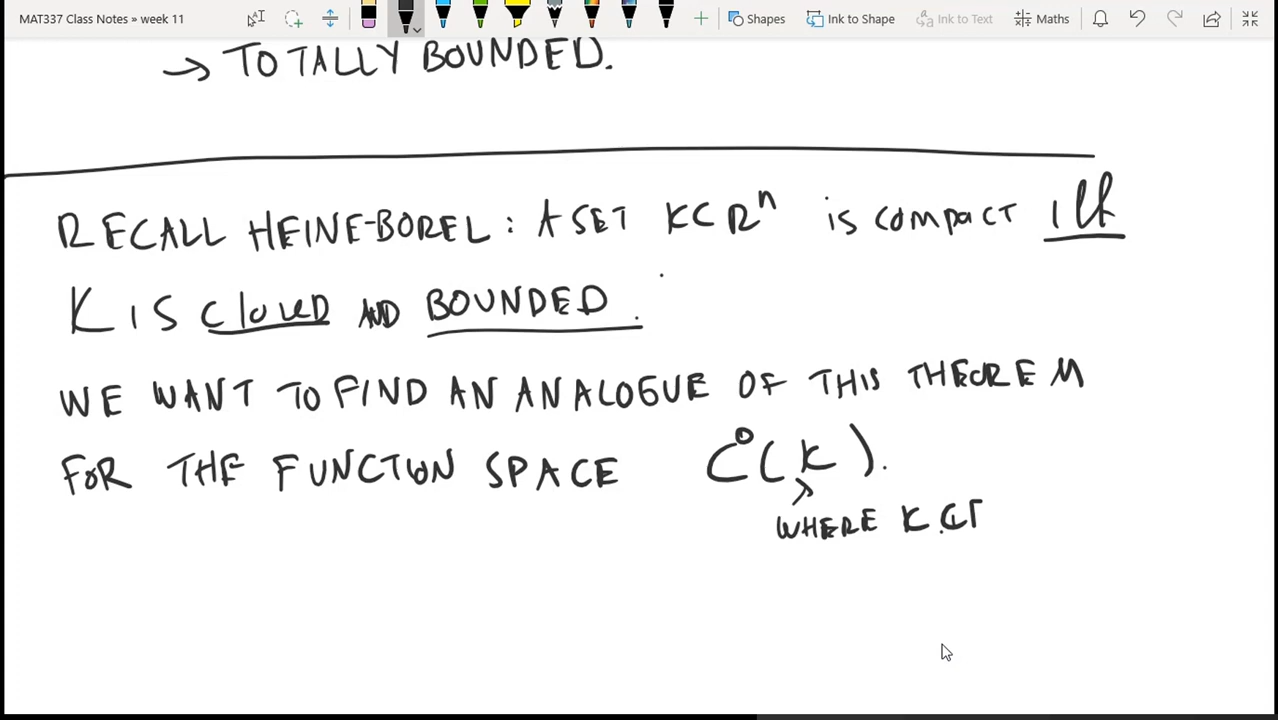 MAT337 Class Notes » week 11
Shapes
Ink to Shape
Ink to Text
Maths
→ TOTALLY BOUNDED.
RECALL HEINE-BOREL: A SET K⊂Rⁿ is compact iff
K IS CLOSED AND BOUNDED.
WE WANT TO FIND AN ANALOGUE OF THIS THEOREM
FOR THE FUNCTION SPACE C⁰(K).
WHERE K